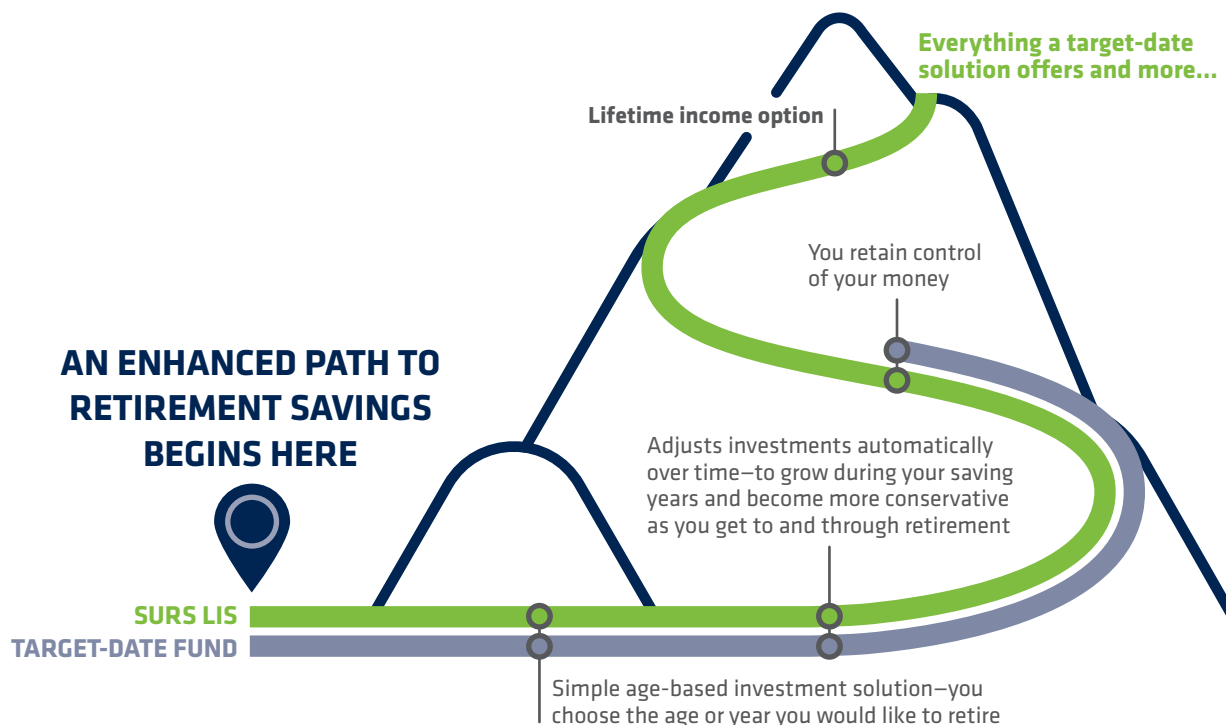 Everything a target-date
solution offers and more...
Lifetime income option
You retain control
of your money
AN ENHANCED PATH TO
RETIREMENT SAVINGS
BEGINS HERE
Adjusts investments automatically
over time—to grow during your saving
years and become more conservative
as you get to and through retirement
SURS LIS
TARGET-DATE FUND
Simple age-based investment solution—you
choose the age or year you would like to retire